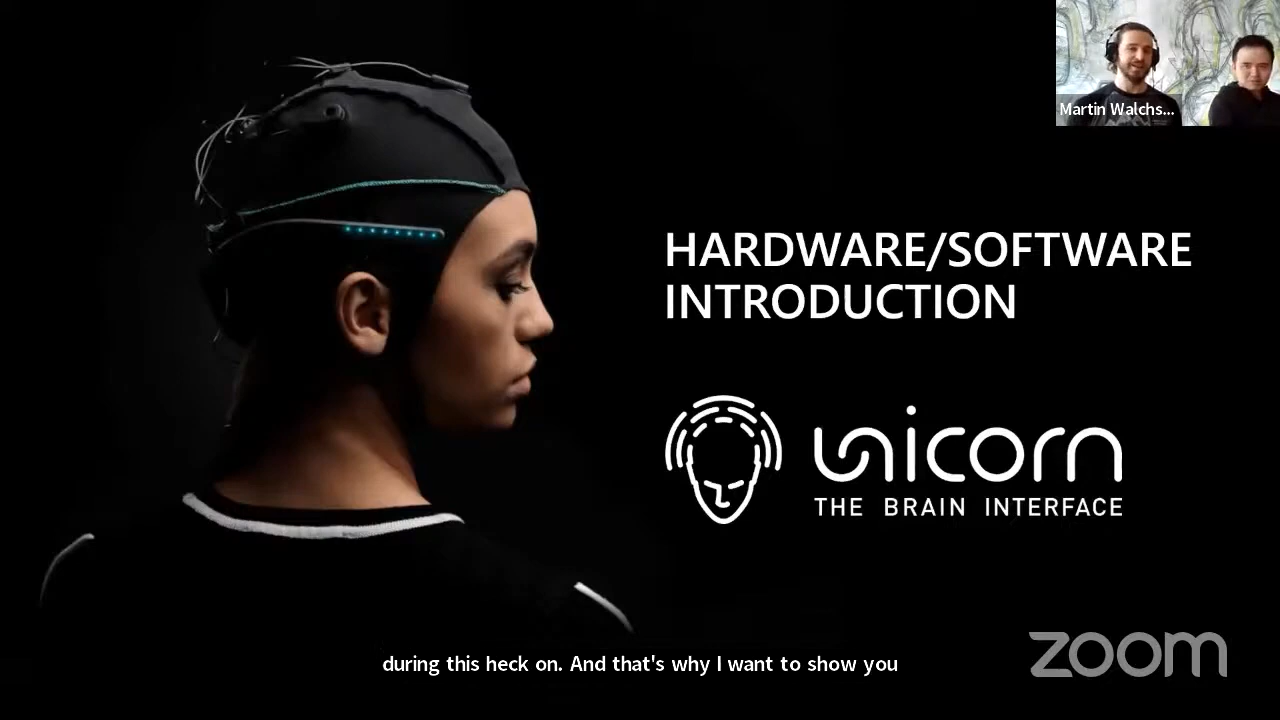 Martin Walchs...
HARDWARE/SOFTWARE
INTRODUCTION
unicorn
THE BRAIN INTERFACE
during this heck on. And that's why I want to show you
zoom